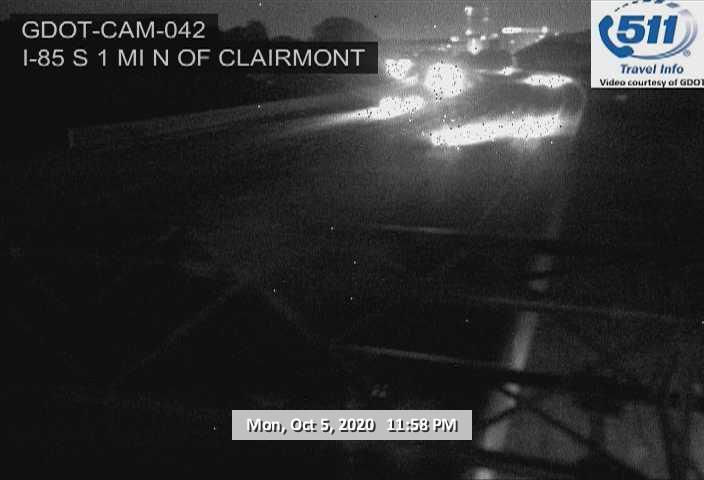 GDOT-CAM-042
I-85 S 1 MI N OF CLAIRMONT
511
Travel Info
Video courtesy of GDOT
Mon, Oct 5, 2020 11:58 PM